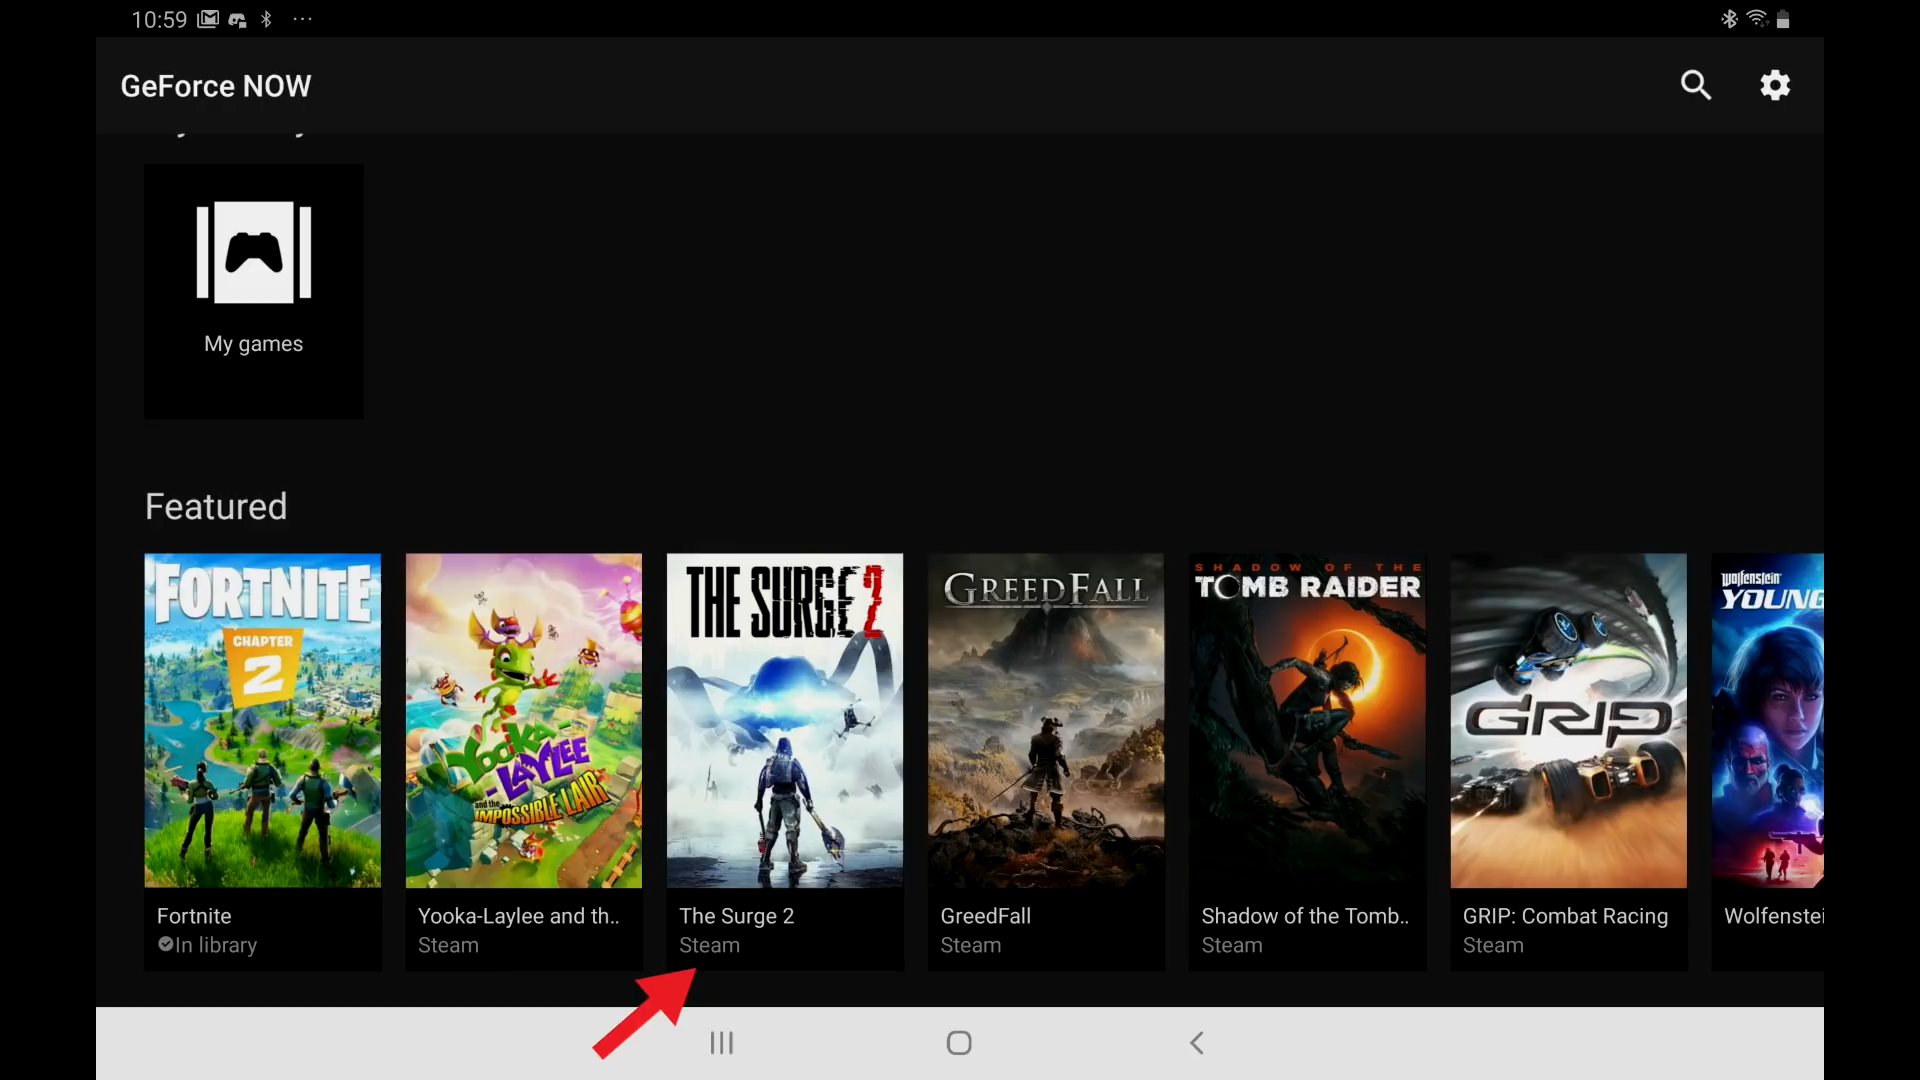 10:59
GeForce NOW
My games
Featured
FORTNITE
CHAPTER
2
YOOKA-
LAYLEE
and the
IMPOSSIBLE LAIR
THE SURGE 2
GREEDFALL
SHADOW OF THE
TOMB RAIDER
GRIP
Wolfenstein
YOUNG
Fortnite
In library
Yooka-Laylee and th..
Steam
The Surge 2
Steam
GreedFall
Steam
Shadow of the Tomb..
Steam
GRIP: Combat Racing
Steam
Wolfenstei